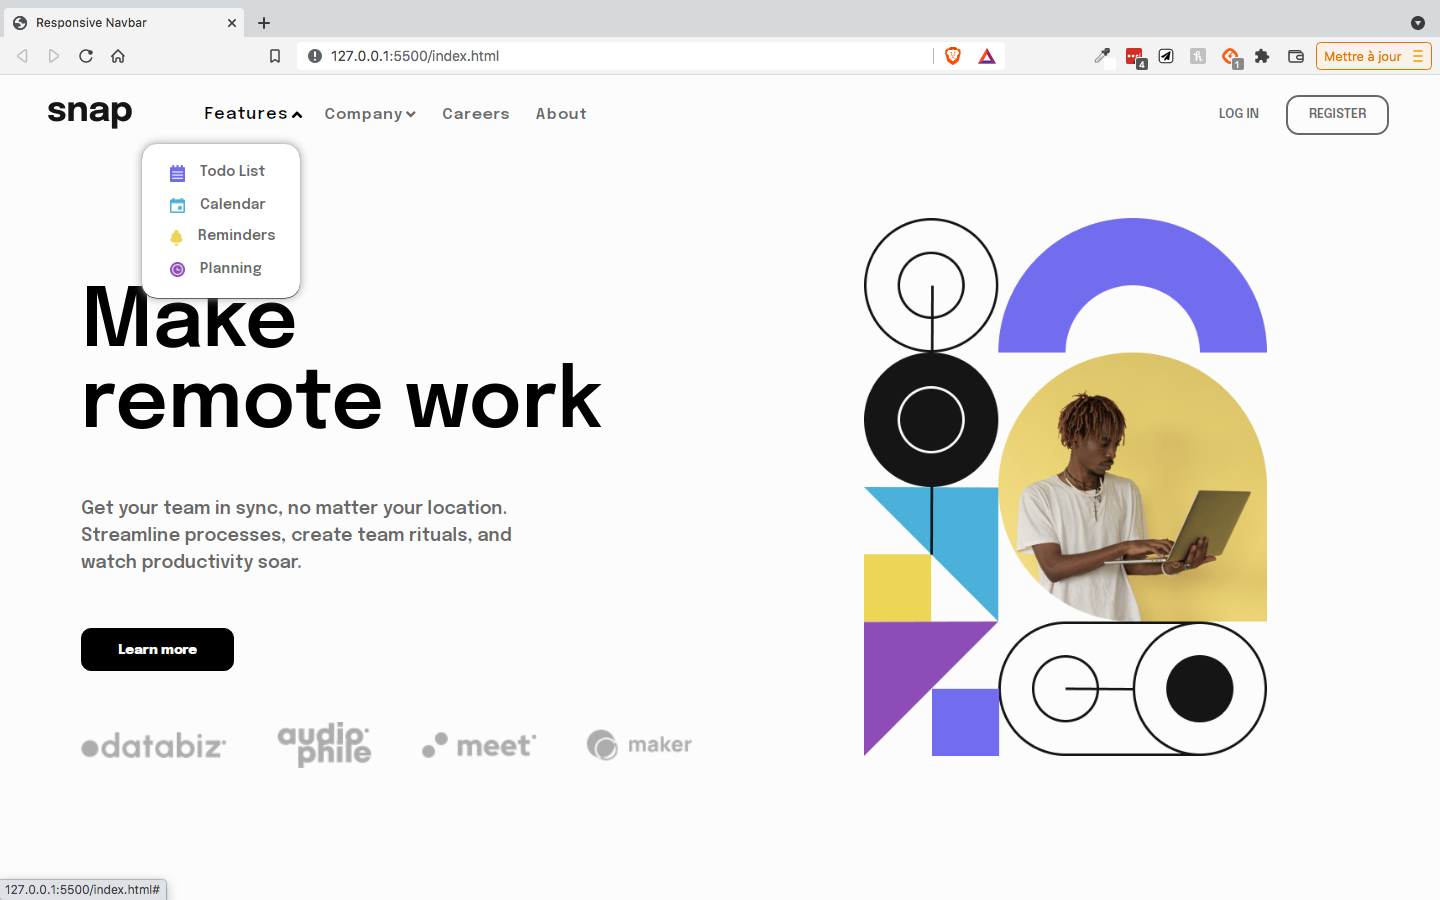 Responsive Navbar
127.0.0.1:5500/index.html
4
1
Mettre à jour
snap
Features
Company
Careers
About
LOG IN
REGISTER
Todo List
Calendar
Reminders
Planning
Make
remote work
Get your team in sync, no matter your location.
Streamline processes, create team rituals, and
watch productivity soar.
Learn more
databiz
audiophile
meet
maker
127.0.0.1:5500/index.html#